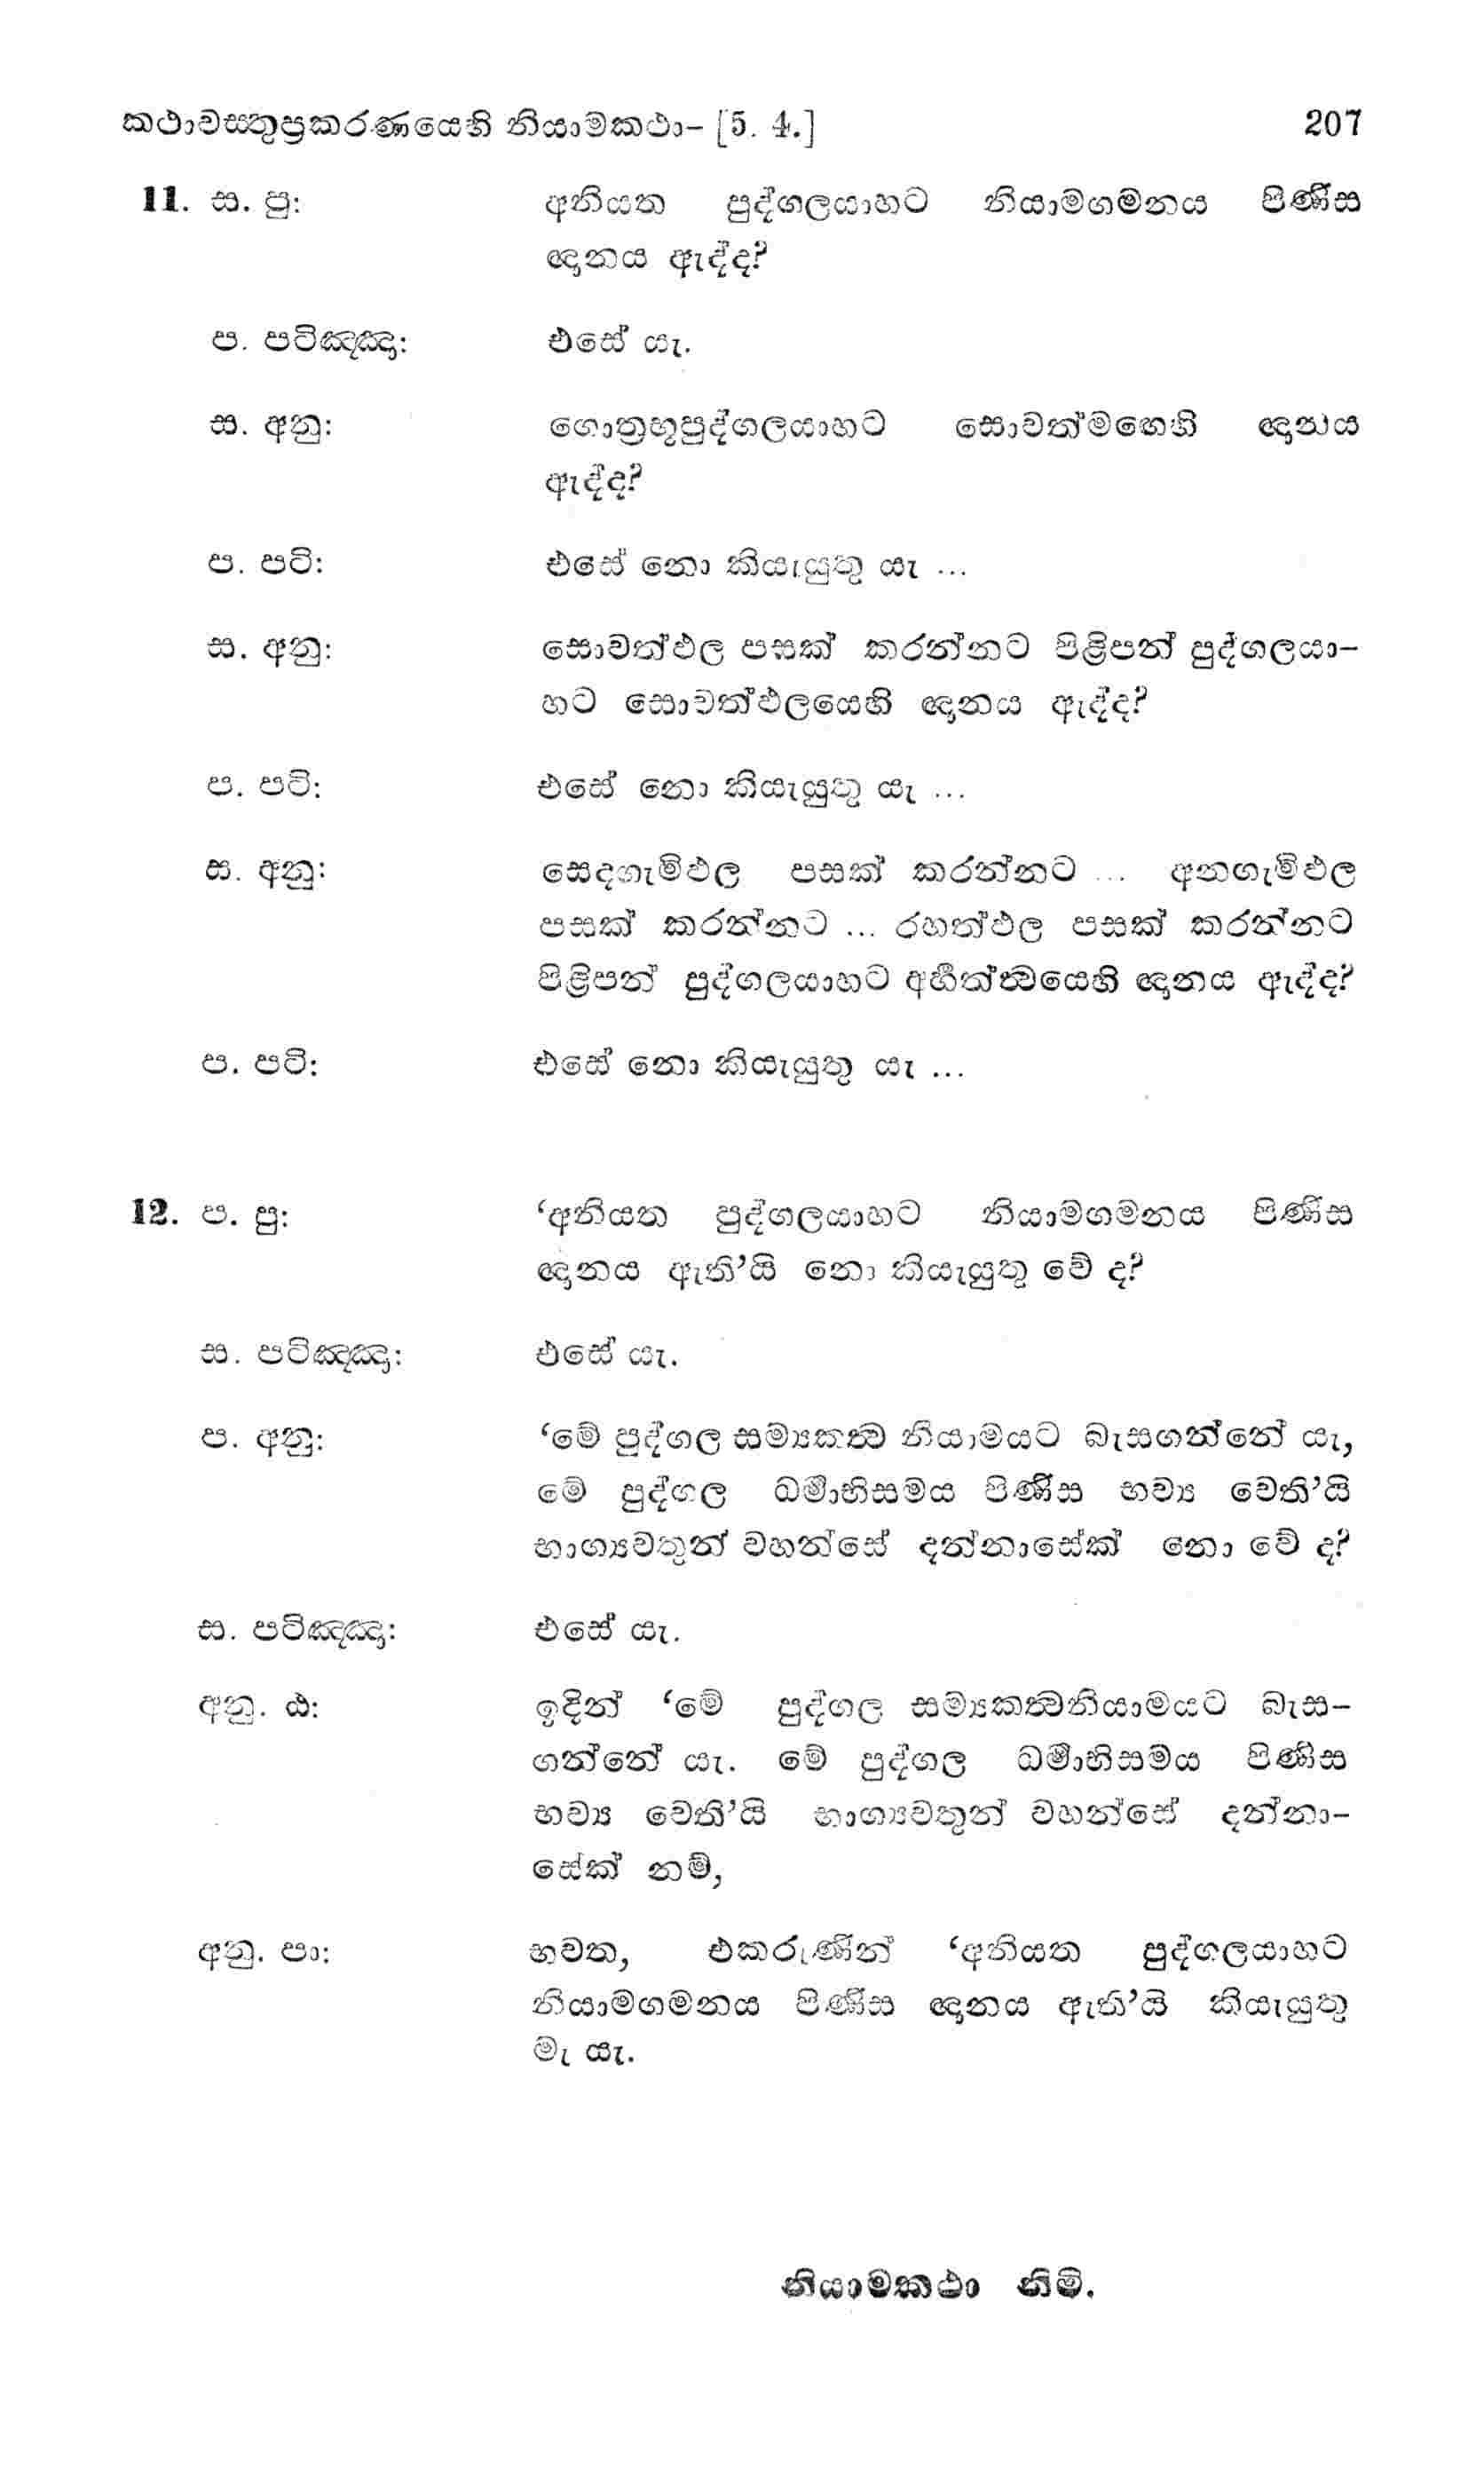 කථාවස්තුප්‍රකරණයෙහි නියාමකථා- [5. 4.] 207
11. ස. පු: අනියත පුද්ගලයාහට නියාමගමනය පිණිස
ඥානය ඇද්ද?
ප. පටිඤ්ඤා: එසේ යැ.
ස. අනු: ගොත්‍රභූපුද්ගලයාහට සොවත්මඟෙහි ඥානය
ඇද්ද?
ප. පටි: එසේ නො කියැයුතු යැ ...
ස. අනු: සොවත්ඵල පසක් කරන්නට පිළිපන් පුද්ගලයා-
හට සොවත්ඵලයෙහි ඥානය ඇද්ද?
ප. පටි: එසේ නො කියැයුතු යැ ...
ස. අනු: සෙදගැමිඵල පසක් කරන්නට ... අනගැමිඵල
පසක් කරන්නට ... රහත්ඵල පසක් කරන්නට
පිළිපන් පුද්ගලයාහට අර්හත්ත්‍වයෙහි ඥානය ඇද්ද?
ප. පටි: එසේ නො කියැයුතු යැ ...
12. ප. පු: ‘අනියත පුද්ගලයාහට නියාමගමනය පිණිස
ඥානය ඇති’යි නො කියැයුතු වේ ද?
ස. පටිඤ්ඤා: එසේ යැ.
ප. අනු: ‘මේ පුද්ගල සම්‍යකත්‍ව නියාමයට බැසගන්නේ යැ,
මේ පුද්ගල ධර්‍මාභිසමය පිණිස භව්‍ය වෙති’යි
භාග්‍යවතුන් වහන්සේ දන්නාසේක් නො වේ ද?
ස. පටිඤ්ඤා: එසේ යැ.
අනු. ඨ: ඉදින් ‘මේ පුද්ගල සම්‍යකත්‍වනියාමයට බැස-
ගන්නේ යැ. මේ පුද්ගල ධර්‍මාභිසමය පිණිස
භව්‍ය වෙති’යි භාග්‍යවතුන් වහන්සේ දන්නා-
සේක් නම්,
අනු. පා: භවත, එකරුණින් ‘අනියත පුද්ගලයාහට
නියාමගමනය පිණිස ඥානය ඇති’යි කියැයුතු
මැ යැ.
නියාමකථා නිමි.